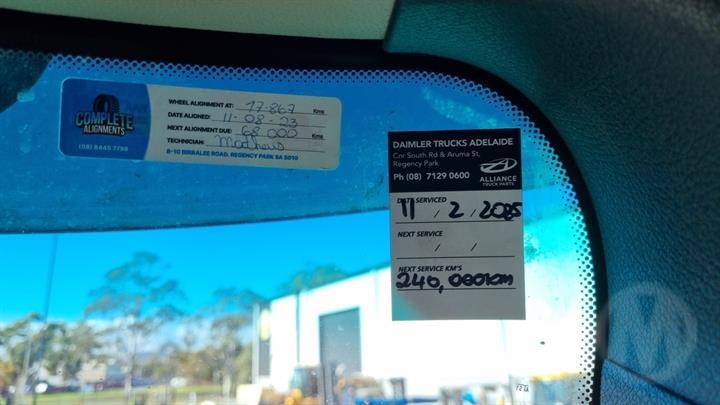 COMPLETE
ALIGNMENTS
(08) 8445 7788
WHEEL ALIGNMENT AT: 17.867 Kms
DATE ALIGNED: 11-08-23
NEXT ALIGNMENT DUE: 68 000 Kms
TECHNICIAN: Mathews
8-10 BIRRALEE ROAD, REGENCY PARK SA 5010
DAIMLER TRUCKS ADELAIDE
Cnr South Rd & Aruma St,
Regency Park
Ph (08) 7129 0600
ALLIANCE
TRUCK PARTS
DATE SERVICED
11 / 2 / 2025
NEXT SERVICE
/ /
NEXT SERVICE KM'S
246,000km
M